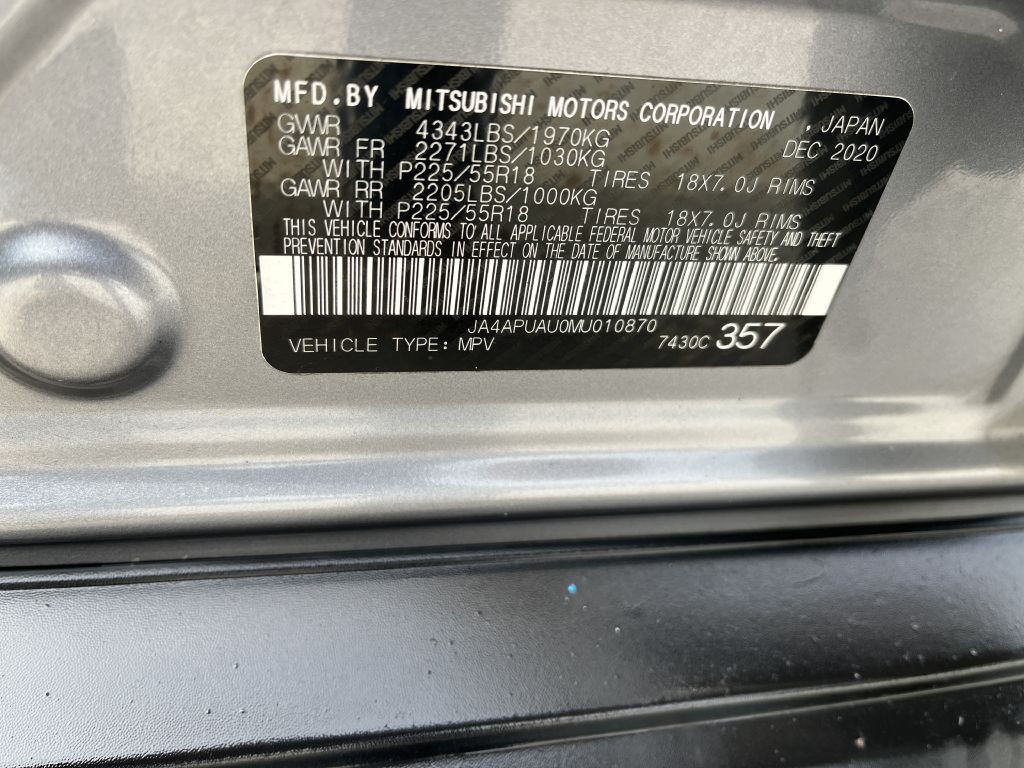 MFD.BY MITSUBISHI MOTORS CORPORATION , JAPAN
GVWR 4343LBS/1970KG DEC 2020
GAWR FR 2271LBS/1030KG
WITH P225/55R18 TIRES 18X7.0J RIMS
GAWR RR 2205LBS/1000KG
WITH P225/55R18 TIRES 18X7.0J RIMS
THIS VEHICLE CONFORMS TO ALL APPLICABLE FEDERAL MOTOR VEHICLE SAFETY AND THEFT
PREVENTION STANDARDS IN EFFECT ON THE DATE OF MANUFACTURE SHOWN ABOVE.
JA4APUAU0MU010870
VEHICLE TYPE: MPV 7430C 357